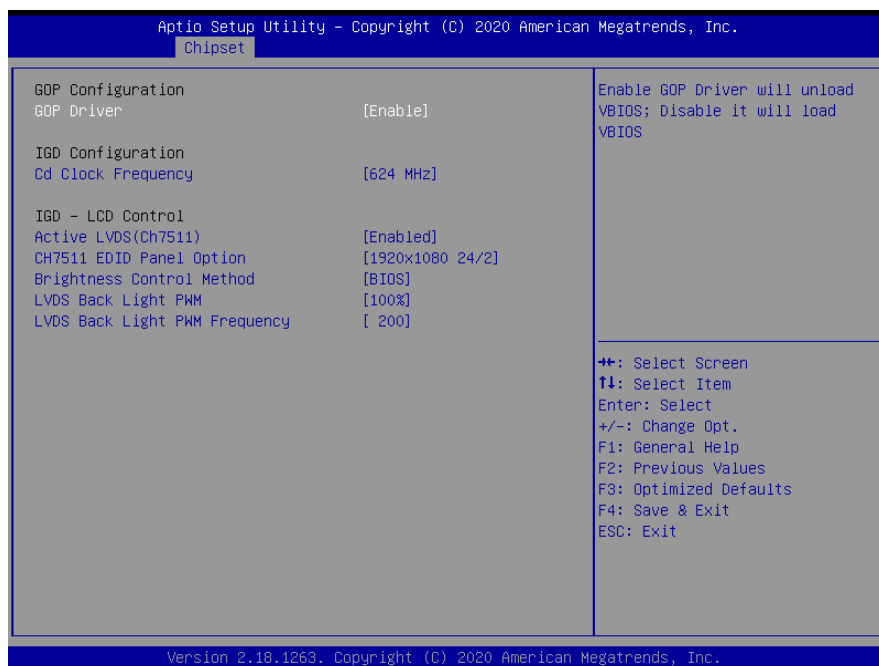 Aptio Setup Utility – Copyright (C) 2020 American Megatrends, Inc.
Chipset
GOP Configuration
GOP Driver [Enable]
IGD Configuration
Cd Clock Frequency [624 MHz]
IGD – LCD Control
Active LVDS(Ch7511) [Enabled]
CH7511 EDID Panel Option [1920x1080 24/2]
Brightness Control Method [BIOS]
LVDS Back Light PWM [100%]
LVDS Back Light PWM Frequency [ 200]
Enable GOP Driver will unload
VBIOS; Disable it will load
VBIOS
→←: Select Screen
↑↓: Select Item
Enter: Select
+/-: Change Opt.
F1: General Help
F2: Previous Values
F3: Optimized Defaults
F4: Save & Exit
ESC: Exit
Version 2.18.1263. Copyright (C) 2020 American Megatrends, Inc.